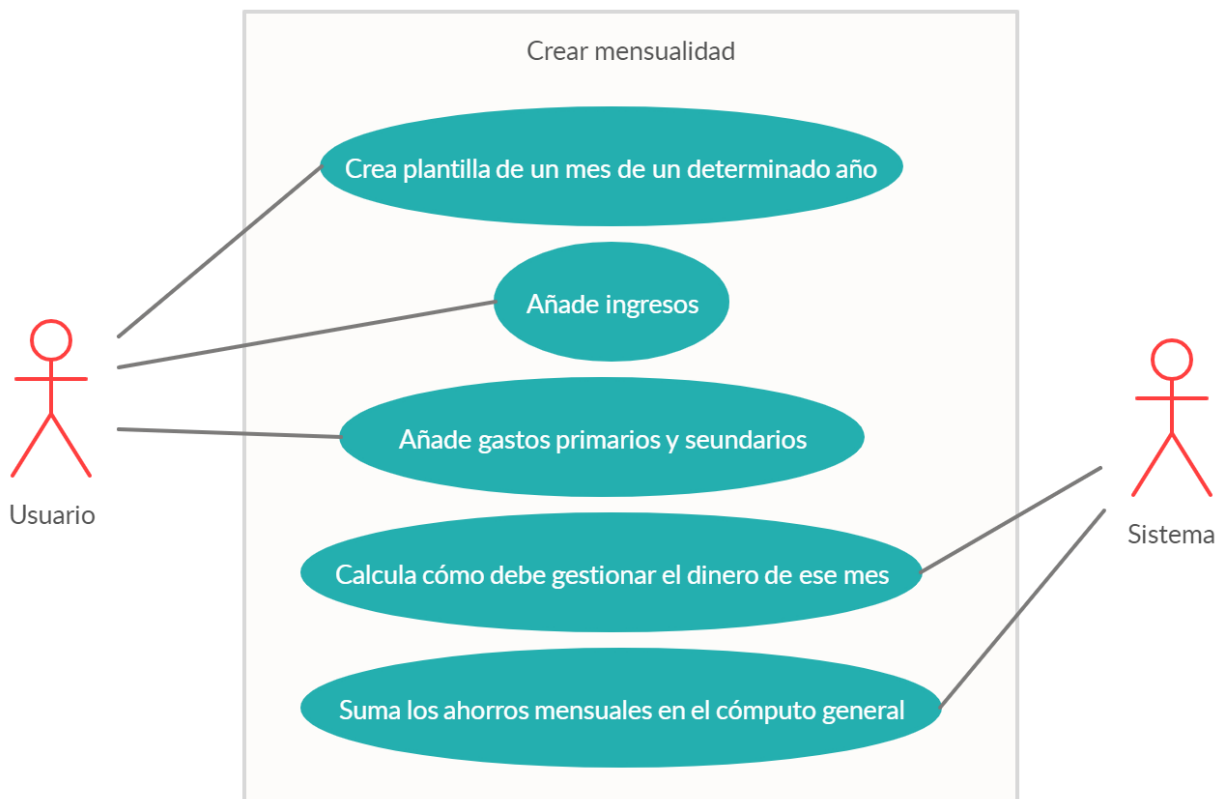 Crear mensualidad
Crea plantilla de un mes de un determinado año
Añade ingresos
Añade gastos primarios y seundarios
Usuario
Calcula cómo debe gestionar el dinero de ese mes
Sistema
Suma los ahorros mensuales en el cómputo general